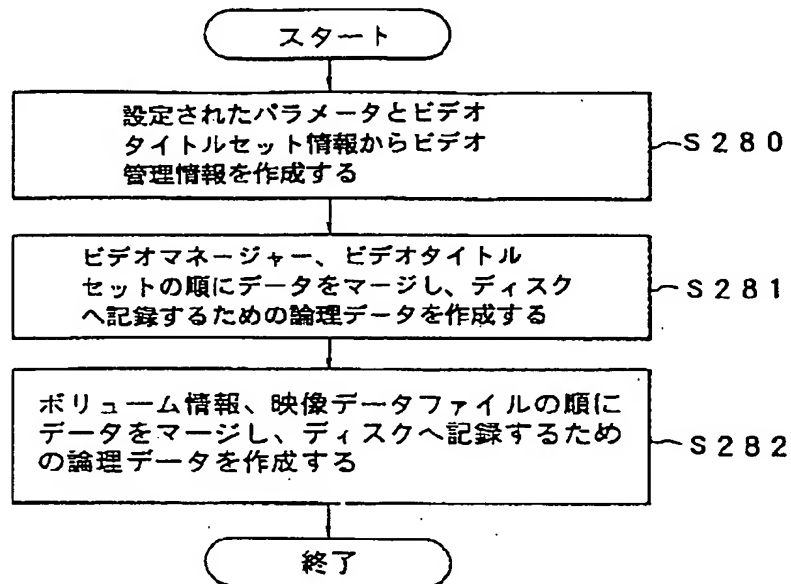 スタート
設定されたパラメータとビデオ
タイトルセット情報からビデオ
管理情報を作成する
S280
ビデオマネージャー、ビデオタイトル
セットの順にデータをマージし、ディスク
へ記録するための論理データを作成する
S281
ボリューム情報、映像データファイルの順に
データをマージし、ディスクへ記録するため
の論理データを作成する
S282
終了